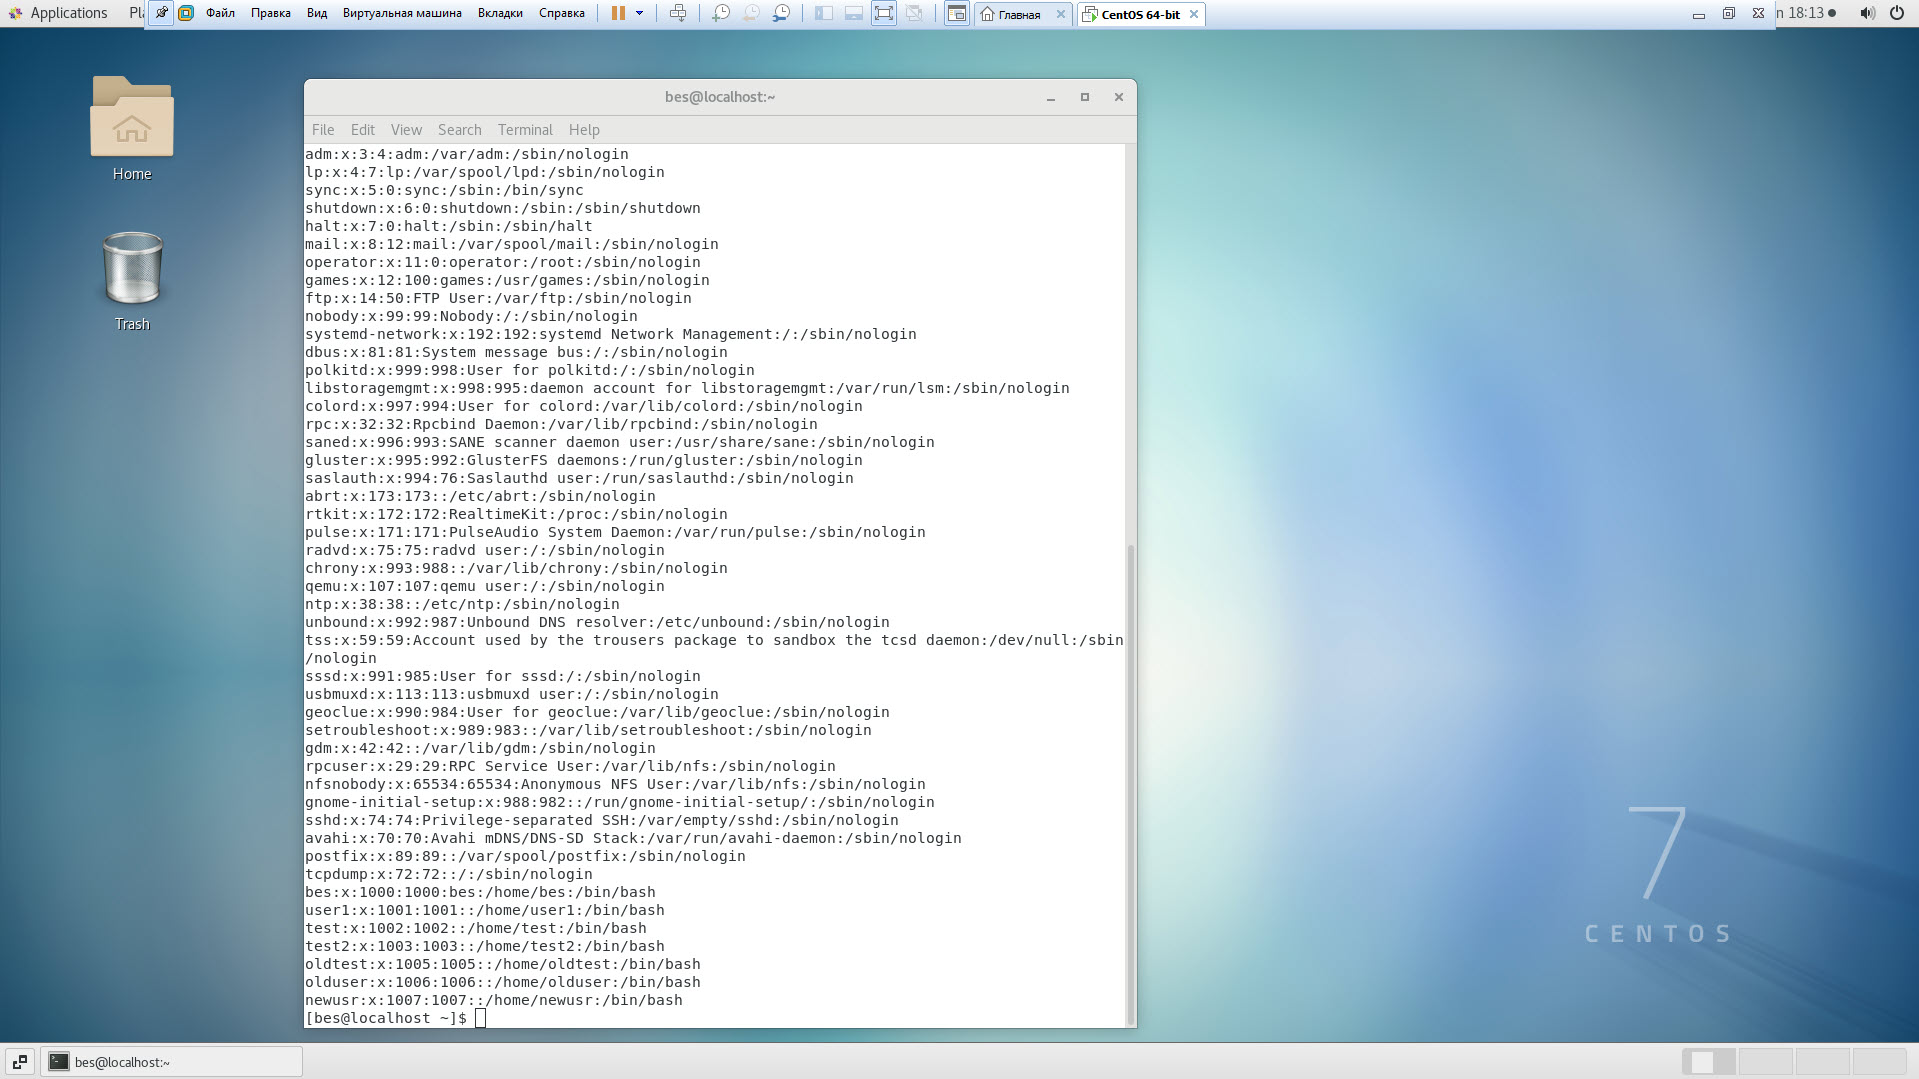 Applications
Файл Правка Вид Виртуальная машина Вкладки Справка
Главная
CentOS 64-bit
18:13
Home
Trash
bes@localhost:~
File Edit View Search Terminal Help
adm:x:3:4:adm:/var/adm:/sbin/nologin
lp:x:4:7:lp:/var/spool/lpd:/sbin/nologin
sync:x:5:0:sync:/sbin:/bin/sync
shutdown:x:6:0:shutdown:/sbin:/sbin/shutdown
halt:x:7:0:halt:/sbin:/sbin/halt
mail:x:8:12:mail:/var/spool/mail:/sbin/nologin
operator:x:11:0:operator:/root:/sbin/nologin
games:x:12:100:games:/usr/games:/sbin/nologin
ftp:x:14:50:FTP User:/var/ftp:/sbin/nologin
nobody:x:99:99:Nobody:/:/sbin/nologin
systemd-network:x:192:192:systemd Network Management:/:/sbin/nologin
dbus:x:81:81:System message bus:/:/sbin/nologin
polkitd:x:999:998:User for polkitd:/:/sbin/nologin
libstoragemgmt:x:998:995:daemon account for libstoragemgmt:/var/run/lsm:/sbin/nologin
colord:x:997:994:User for colord:/var/lib/colord:/sbin/nologin
rpc:x:32:32:Rpcbind Daemon:/var/lib/rpcbind:/sbin/nologin
saned:x:996:993:SANE scanner daemon user:/usr/share/sane:/sbin/nologin
gluster:x:995:992:GlusterFS daemons:/run/gluster:/sbin/nologin
saslauth:x:994:76:Saslauthd user:/run/saslauthd:/sbin/nologin
abrt:x:173:173::/etc/abrt:/sbin/nologin
rtkit:x:172:172:RealtimeKit:/proc:/sbin/nologin
pulse:x:171:171:PulseAudio System Daemon:/var/run/pulse:/sbin/nologin
radvd:x:75:75:radvd user:/:/sbin/nologin
chrony:x:993:988::/var/lib/chrony:/sbin/nologin
qemu:x:107:107:qemu user:/:/sbin/nologin
ntp:x:38:38::/etc/ntp:/sbin/nologin
unbound:x:992:987:Unbound DNS resolver:/etc/unbound:/sbin/nologin
tss:x:59:59:Account used by the trousers package to sandbox the tcsd daemon:/dev/null:/sbin
/nologin
sssd:x:991:985:User for sssd:/:/sbin/nologin
usbmuxd:x:113:113:usbmuxd user:/:/sbin/nologin
geoclue:x:990:984:User for geoclue:/var/lib/geoclue:/sbin/nologin
setroubleshoot:x:989:983::/var/lib/setroubleshoot:/sbin/nologin
gdm:x:42:42::/var/lib/gdm:/sbin/nologin
rpcuser:x:29:29:RPC Service User:/var/lib/nfs:/sbin/nologin
nfsnobody:x:65534:65534:Anonymous NFS User:/var/lib/nfs:/sbin/nologin
gnome-initial-setup:x:988:982::/run/gnome-initial-setup/:/sbin/nologin
sshd:x:74:74:Privilege-separated SSH:/var/empty/sshd:/sbin/nologin
avahi:x:70:70:Avahi mDNS/DNS-SD Stack:/var/run/avahi-daemon:/sbin/nologin
postfix:x:89:89::/var/spool/postfix:/sbin/nologin
tcpdump:x:72:72::/:/sbin/nologin
bes:x:1000:1000:bes:/home/bes:/bin/bash
user1:x:1001:1001::/home/user1:/bin/bash
test:x:1002:1002::/home/test:/bin/bash
test2:x:1003:1003::/home/test2:/bin/bash
oldtest:x:1005:1005::/home/oldtest:/bin/bash
olduser:x:1006:1006::/home/olduser:/bin/bash
newusr:x:1007:1007::/home/newusr:/bin/bash
[bes@localhost ~]$
7
CENTOS
bes@localhost:~